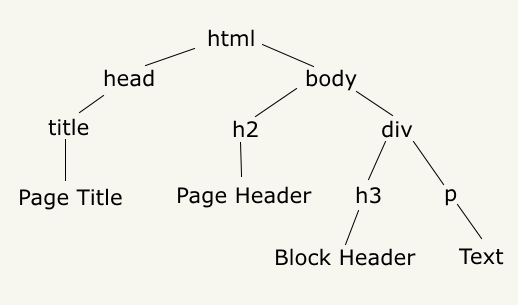 html
head
body
title
h2
div
Page Title
Page Header
h3
p
Block Header
Text